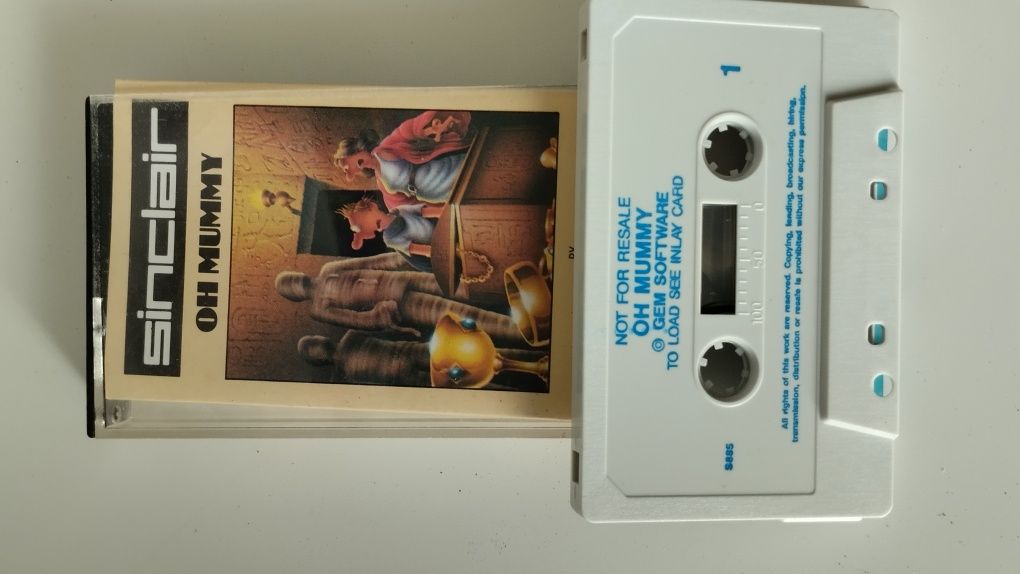 sinclair
OH MUMMY
NOT FOR RESALE
OH MUMMY
© GEM SOFTWARE
TO LOAD SEE INLAY CARD
1
100 50 0
S885
All rights of this work are reserved. Copying, lending, broadcasting, hiring,
transmission, distribution or resale is prohibited without our express permission.